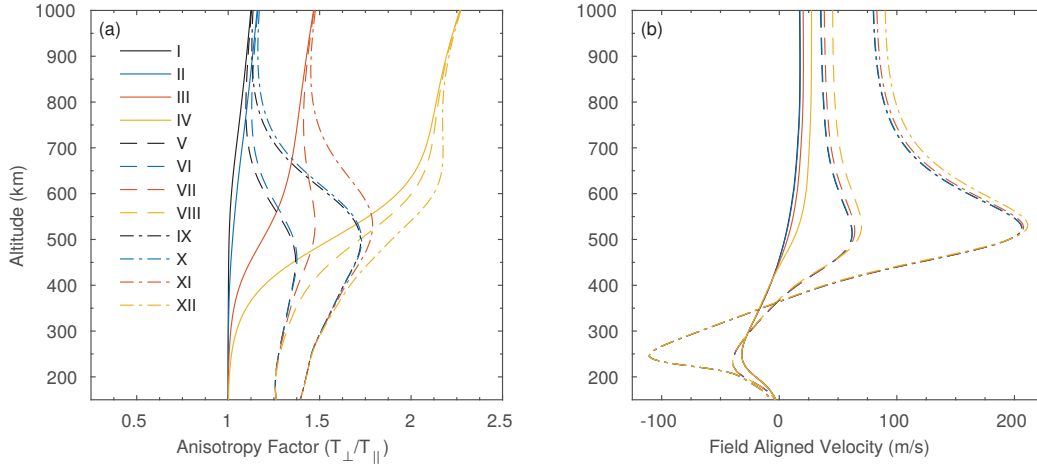 (a)
1000
900
800
700
600
500
400
300
200
Altitude (km)
I
II
III
IV
V
VI
VII
VIII
IX
X
XI
XII
0.5 1 1.5 2 2.5
Anisotropy Factor (T⊥/T||)
(b)
1000
900
800
700
600
500
400
300
200
-100 0 100 200
Field Aligned Velocity (m/s)